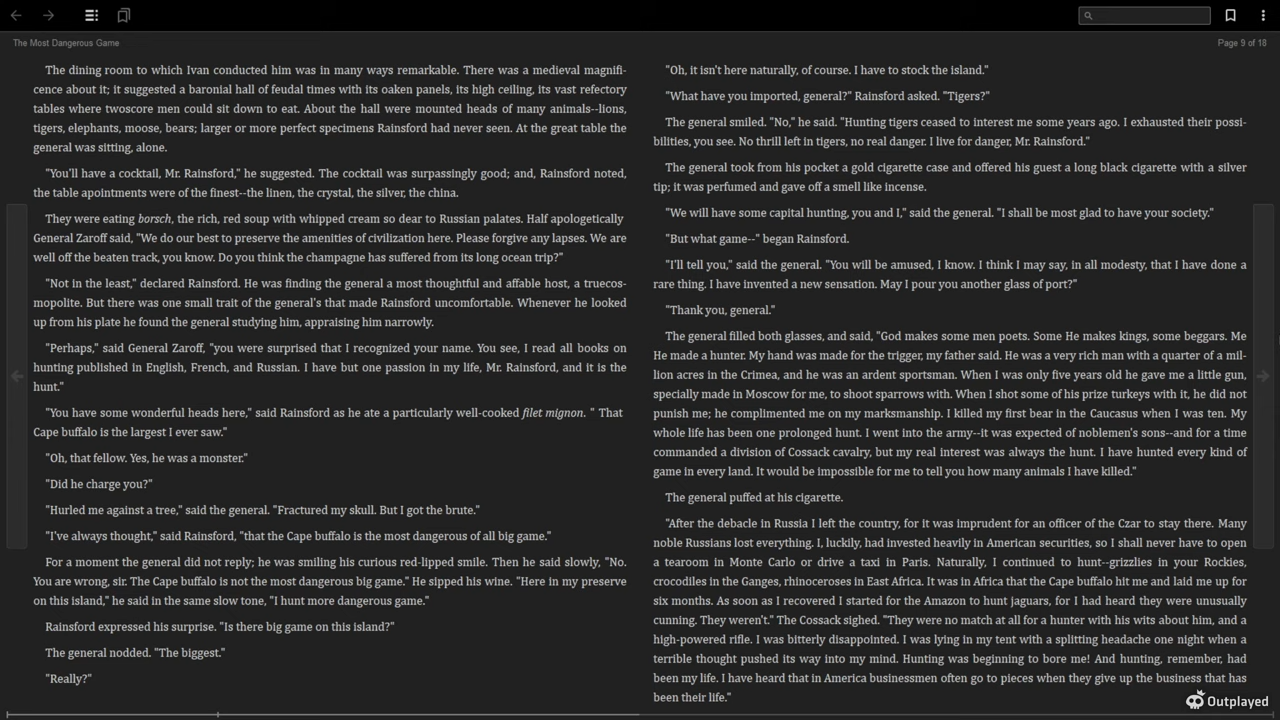 The Most Dangerous Game
Page 9 of 18
The dining room to which Ivan conducted him was in many ways remarkable. There was a medieval magnifi-
cence about it; it suggested a baronial hall of feudal times with its oaken panels, its high ceiling, its vast refectory
tables where twoscore men could sit down to eat. About the hall were mounted heads of many animals--lions,
tigers, elephants, moose, bears; larger or more perfect specimens Rainsford had never seen. At the great table the
general was sitting, alone.
"You'll have a cocktail, Mr. Rainsford," he suggested. The cocktail was surpassingly good; and, Rainsford noted,
the table apointments were of the finest--the linen, the crystal, the silver, the china.
They were eating borsch, the rich, red soup with whipped cream so dear to Russian palates. Half apologetically
General Zaroff said, "We do our best to preserve the amenities of civilization here. Please forgive any lapses. We are
well off the beaten track, you know. Do you think the champagne has suffered from its long ocean trip?"
"Not in the least," declared Rainsford. He was finding the general a most thoughtful and affable host, a truecos-
mopolite. But there was one small trait of the general's that made Rainsford uncomfortable. Whenever he looked
up from his plate he found the general studying him, appraising him narrowly.
"Perhaps," said General Zaroff, "you were surprised that I recognized your name. You see, I read all books on
hunting published in English, French, and Russian. I have but one passion in my life, Mr. Rainsford, and it is the
hunt."
"You have some wonderful heads here," said Rainsford as he ate a particularly well-cooked filet mignon. " That
Cape buffalo is the largest I ever saw."
"Oh, that fellow. Yes, he was a monster."
"Did he charge you?"
"Hurled me against a tree," said the general. "Fractured my skull. But I got the brute."
"I've always thought," said Rainsford, "that the Cape buffalo is the most dangerous of all big game."
For a moment the general did not reply; he was smiling his curious red-lipped smile. Then he said slowly, "No.
You are wrong, sir. The Cape buffalo is not the most dangerous big game." He sipped his wine. "Here in my preserve
on this island," he said in the same slow tone, "I hunt more dangerous game."
Rainsford expressed his surprise. "Is there big game on this island?"
The general nodded. "The biggest."
"Really?"
"Oh, it isn't here naturally, of course. I have to stock the island."
"What have you imported, general?" Rainsford asked. "Tigers?"
The general smiled. "No," he said. "Hunting tigers ceased to interest me some years ago. I exhausted their possi-
bilities, you see. No thrill left in tigers, no real danger. I live for danger, Mr. Rainsford."
The general took from his pocket a gold cigarette case and offered his guest a long black cigarette with a silver
tip; it was perfumed and gave off a smell like incense.
"We will have some capital hunting, you and I," said the general. "I shall be most glad to have your society."
"But what game--" began Rainsford.
"I'll tell you," said the general. "You will be amused, I know. I think I may say, in all modesty, that I have done a
rare thing. I have invented a new sensation. May I pour you another glass of port?"
"Thank you, general."
The general filled both glasses, and said, "God makes some men poets. Some He makes kings, some beggars. Me
He made a hunter. My hand was made for the trigger, my father said. He was a very rich man with a quarter of a mil-
lion acres in the Crimea, and he was an ardent sportsman. When I was only five years old he gave me a little gun,
specially made in Moscow for me, to shoot sparrows with. When I shot some of his prize turkeys with it, he did not
punish me; he complimented me on my marksmanship. I killed my first bear in the Caucasus when I was ten. My
whole life has been one prolonged hunt. I went into the army--it was expected of noblemen's sons--and for a time
commanded a division of Cossack cavalry, but my real interest was always the hunt. I have hunted every kind of
game in every land. It would be impossible for me to tell you how many animals I have killed."
The general puffed at his cigarette.
"After the debacle in Russia I left the country, for it was imprudent for an officer of the Czar to stay there. Many
noble Russians lost everything. I, luckily, had invested heavily in American securities, so I shall never have to open
a tearoom in Monte Carlo or drive a taxi in Paris. Naturally, I continued to hunt--grizzlies in your Rockies,
crocodiles in the Ganges, rhinoceroses in East Africa. It was in Africa that the Cape buffalo hit me and laid me up for
six months. As soon as I recovered I started for the Amazon to hunt jaguars, for I had heard they were unusually
cunning. They weren't." The Cossack sighed. "They were no match at all for a hunter with his wits about him, and a
high-powered rifle. I was bitterly disappointed. I was lying in my tent with a splitting headache one night when a
terrible thought pushed its way into my mind. Hunting was beginning to bore me! And hunting, remember, had
been my life. I have heard that in America businessmen often go to pieces when they give up the business that has
been their life."
Outplayed